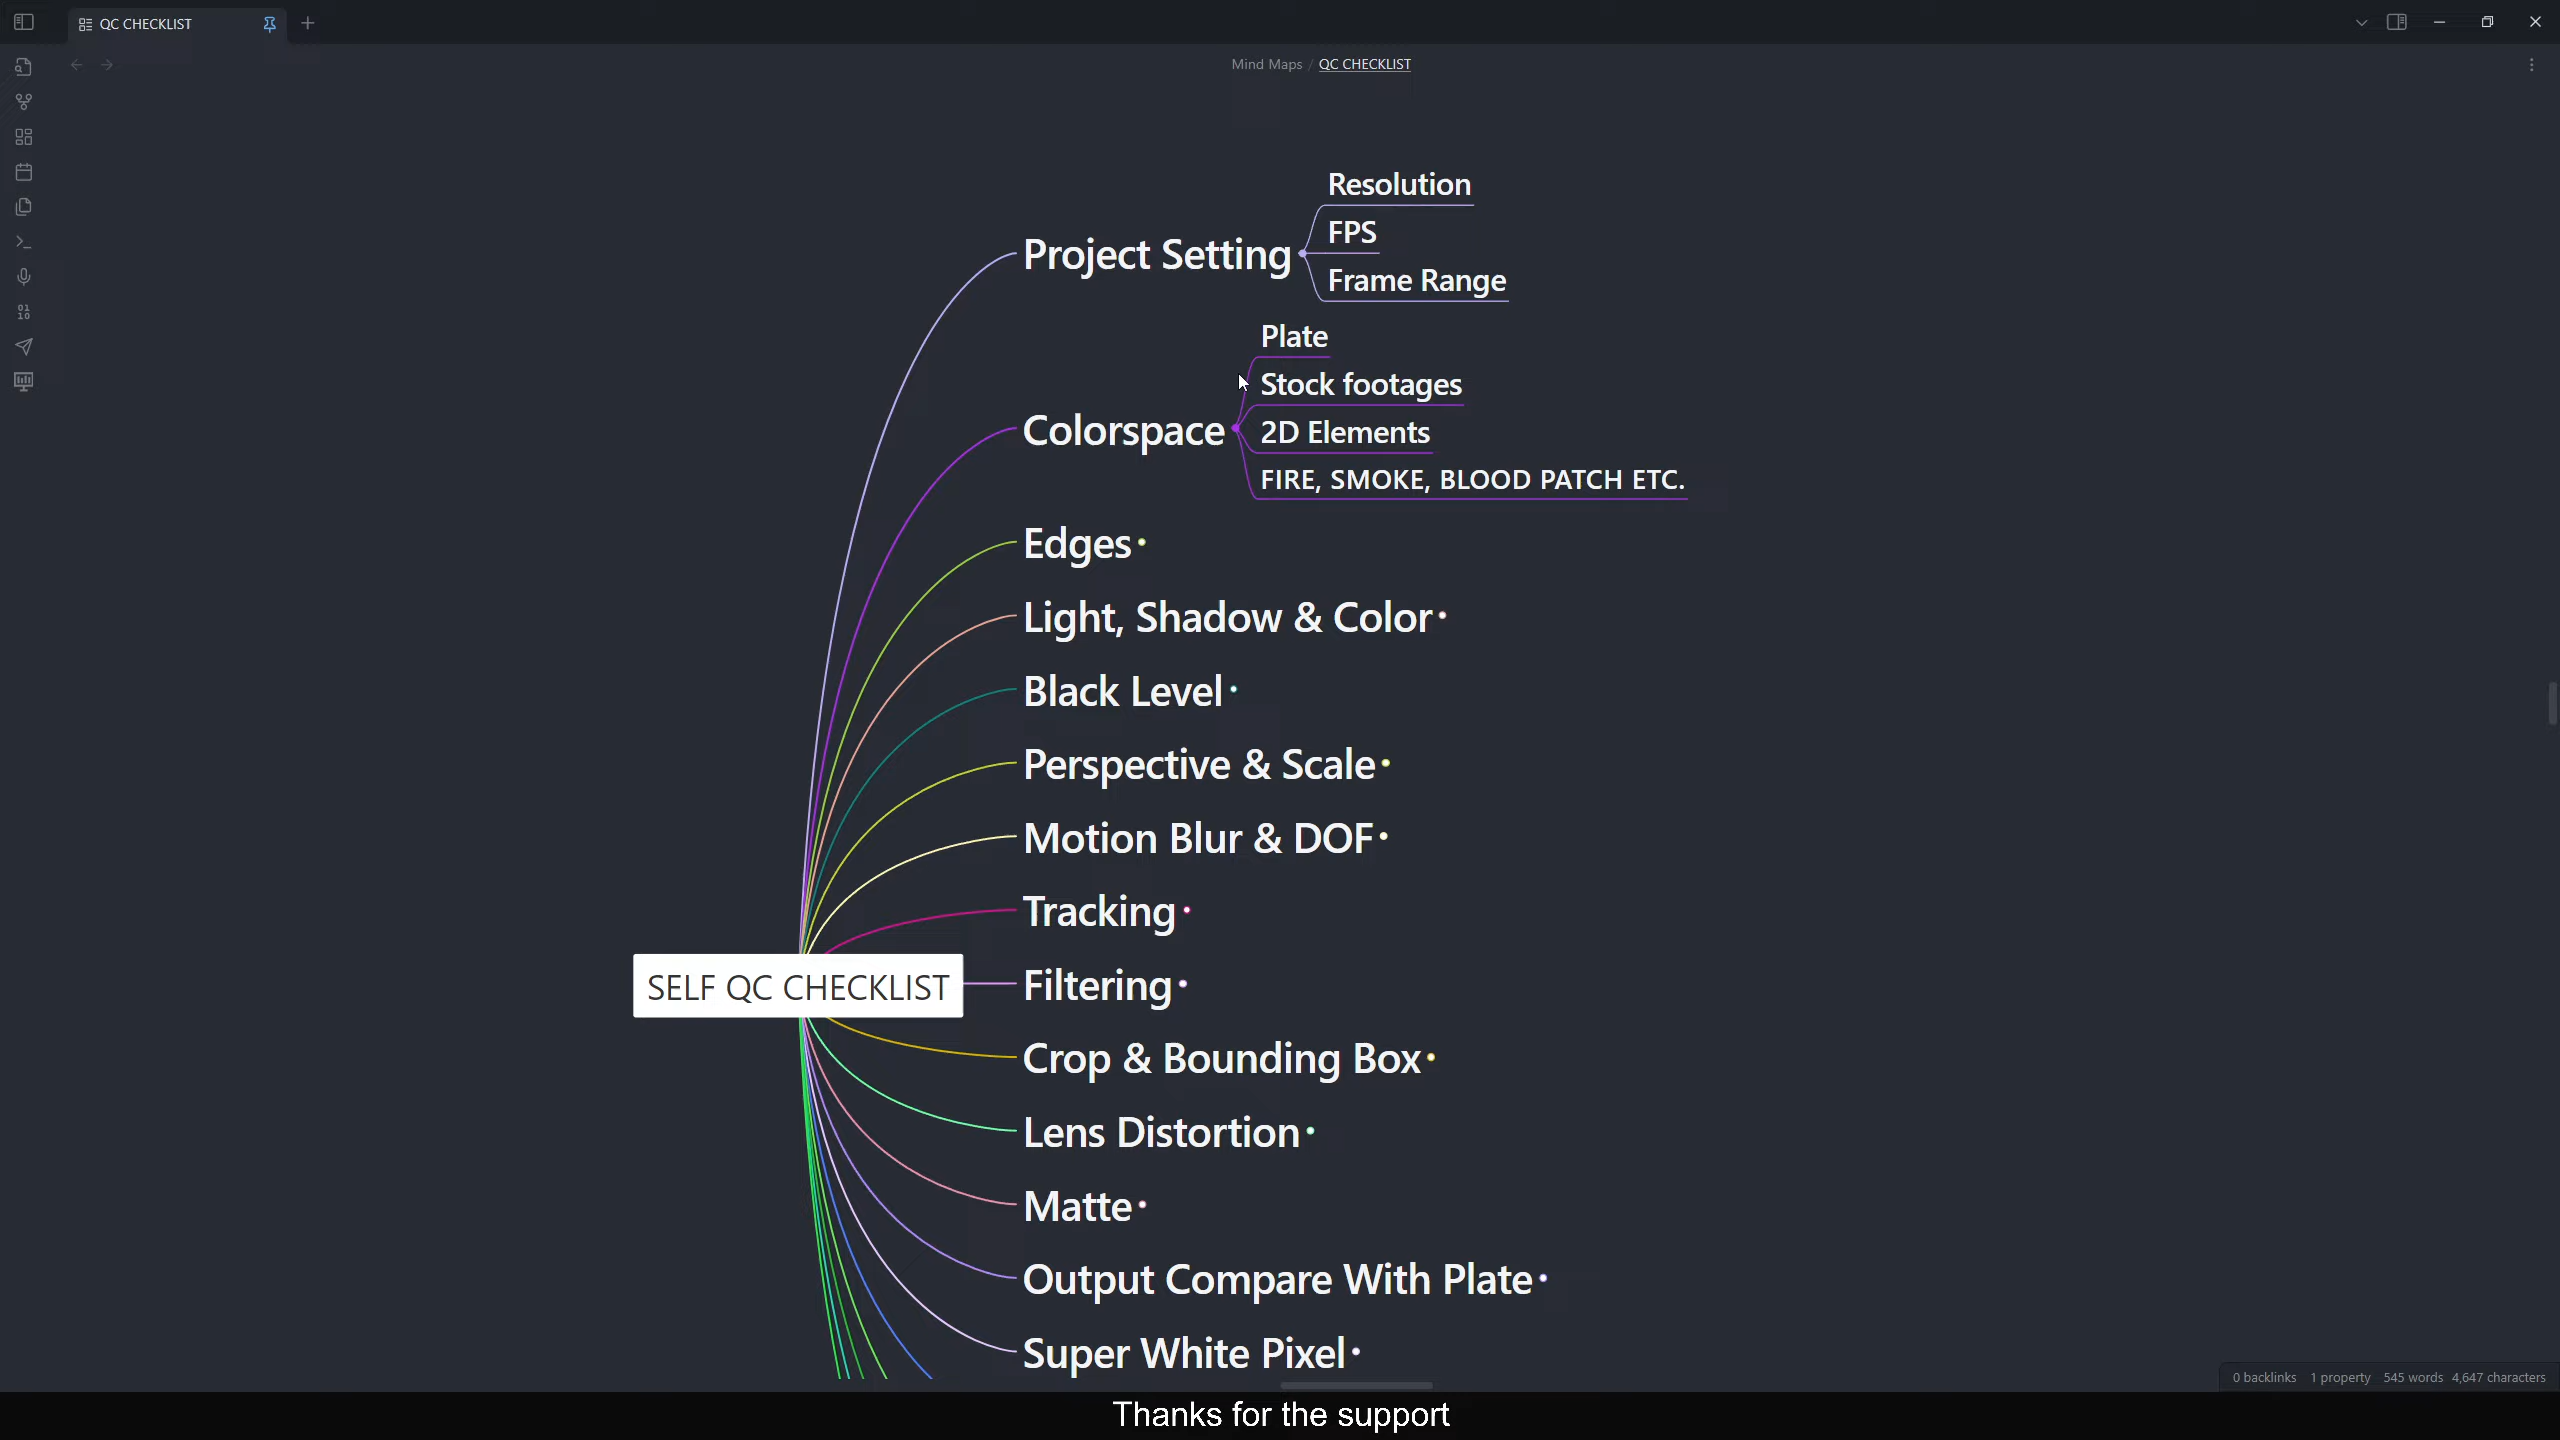 QC CHECKLIST
Mind Maps / QC CHECKLIST
Resolution
FPS
Project Setting
Frame Range
Plate
Stock footages
Colorspace
2D Elements
FIRE, SMOKE, BLOOD PATCH ETC.
Edges
Light, Shadow & Color
Black Level
Perspective & Scale
Motion Blur & DOF
Tracking
SELF QC CHECKLIST
Filtering
Crop & Bounding Box
Lens Distortion
Matte
Output Compare With Plate
Super White Pixel
0 backlinks 1 property 545 words 4,647 characters
Thanks for the support